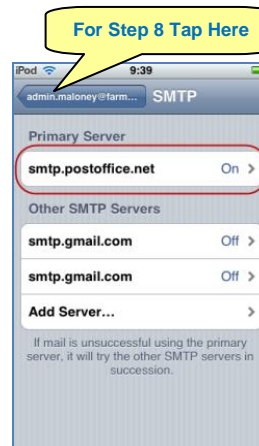 For Step 8 Tap Here
iPod 9:39
admin.maloney@farm... SMTP
Primary Server
smtp.postoffice.net On
Other SMTP Servers
smtp.gmail.com Off
smtp.gmail.com Off
Add Server...
If mail is unsuccessful using the primary
server, it will try the other SMTP servers in
succession.